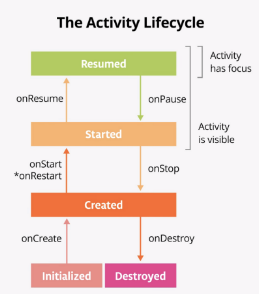 The Activity Lifecycle
Resumed
Activity
has focus
onResume
onPause
Started
Activity
is visible
onStart
*onRestart
onStop
Created
onCreate
onDestroy
Initialized
Destroyed